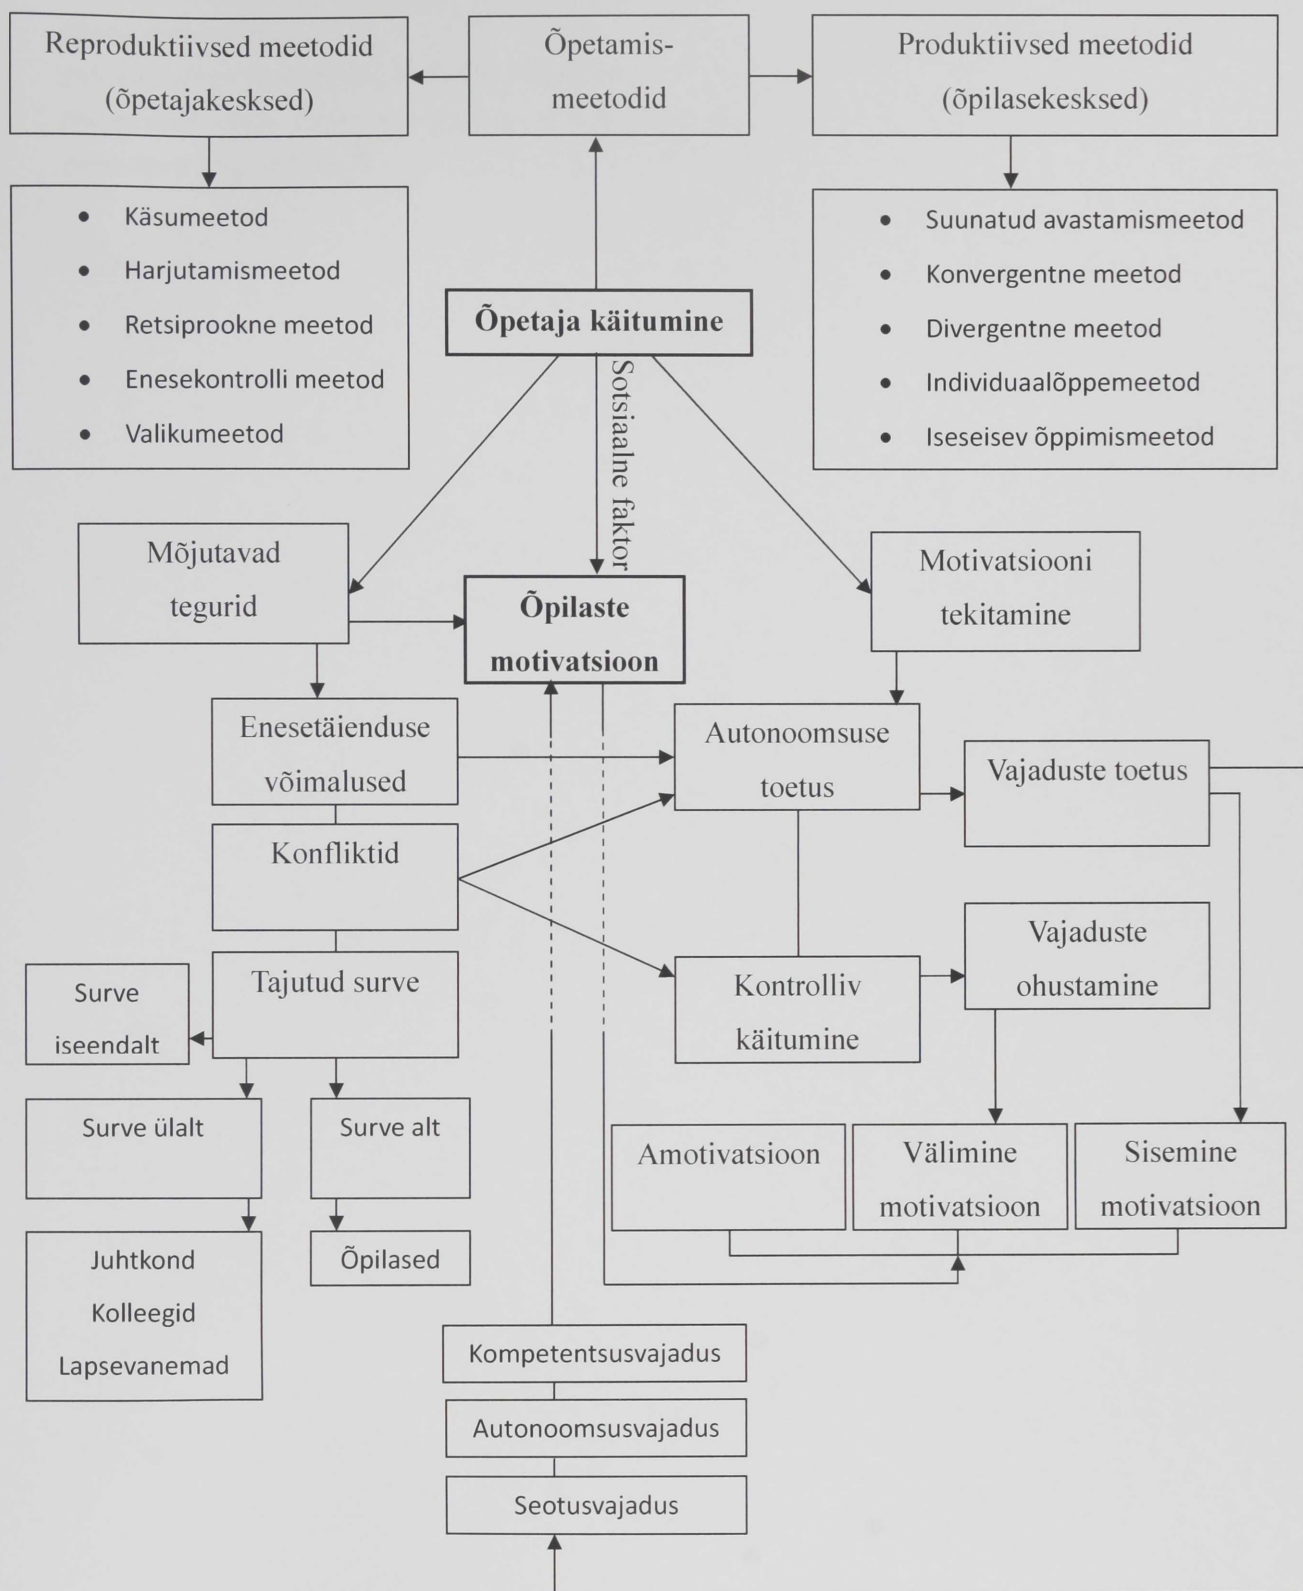 Reproduktiivsed meetodid
(õpetajakesksed)
Õpetamis-
meetodid
Produktiivsed meetodid
(õpilasekesksed)
• Käsumeetod
• Harjutamismeetod
• Retsiprookne meetod
• Enesekontrolli meetod
• Valikumeetod
• Suunatud avastamismeetod
• Konvergentne meetod
• Divergentne meetod
• Individuaalõppemeetod
• Iseseisev õppimismeetod
Õpetaja käitumine
Sotsiaalne faktor
Mõjutavad
tegurid
Õpilaste
motivatsioon
Motivatsiooni
tekitamine
Enesetäienduse
võimalused
Autonoomsuse
toetus
Vajaduste toetus
Konfliktid
Tajutud surve
Surve
iseendalt
Kontrolliv
käitumine
Vajaduste
ohustamine
Surve ülalt
Surve alt
Amotivatsioon
Välimine
motivatsioon
Sisemine
motivatsioon
Juhtkond
Kolleegid
Lapsevanemad
Õpilased
Kompetentsusvajadus
Autonoomsusvajadus
Seotusvajadus